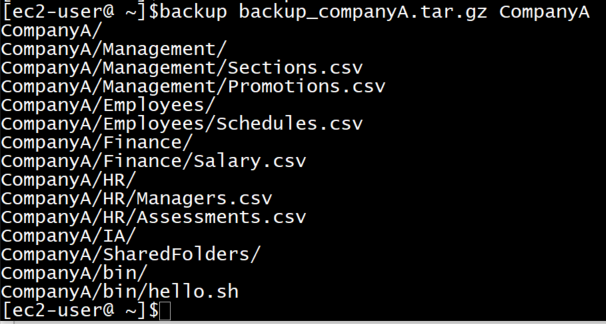 [ec2-user@ ~]$backup backup_companyA.tar.gz CompanyA
CompanyA/
CompanyA/Management/
CompanyA/Management/Sections.csv
CompanyA/Management/Promotions.csv
CompanyA/Employees/
CompanyA/Employees/Schedules.csv
CompanyA/Finance/
CompanyA/Finance/Salary.csv
CompanyA/HR/
CompanyA/HR/Managers.csv
CompanyA/HR/Assessments.csv
CompanyA/IA/
CompanyA/SharedFolders/
CompanyA/bin/
CompanyA/bin/hello.sh
[ec2-user@ ~]$